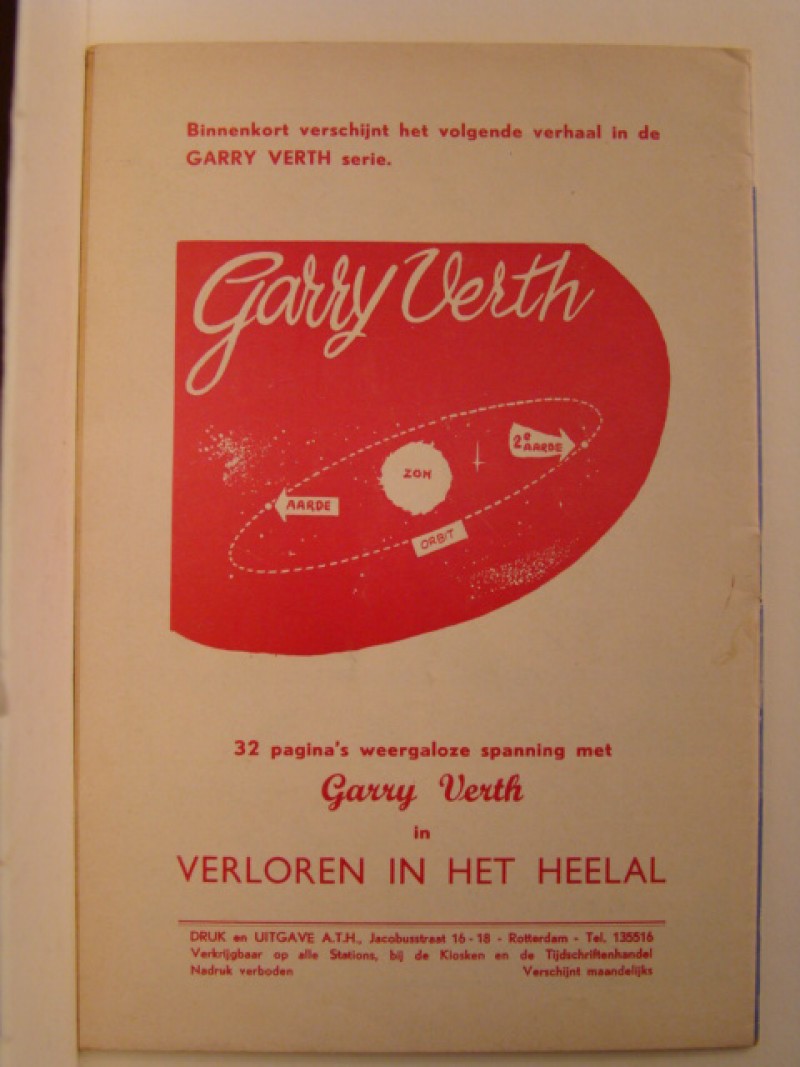 Binnenkort verschijnt het volgende verhaal in de
GARRY VERTH serie.
Garry Verth
2e AARDE
ZON
AARDE
ORBIT
32 pagina's weergaloze spanning met
Garry Verth
in
VERLOREN IN HET HEELAL
DRUK en UITGAVE A.T.H., Jacobusstraat 16 - 18 - Rotterdam - Tel. 135516
Verkrijgbaar op alle Stations, bij de Kiosken en de Tijdschriftenhandel
Nadruk verboden Verschijnt maandelijks